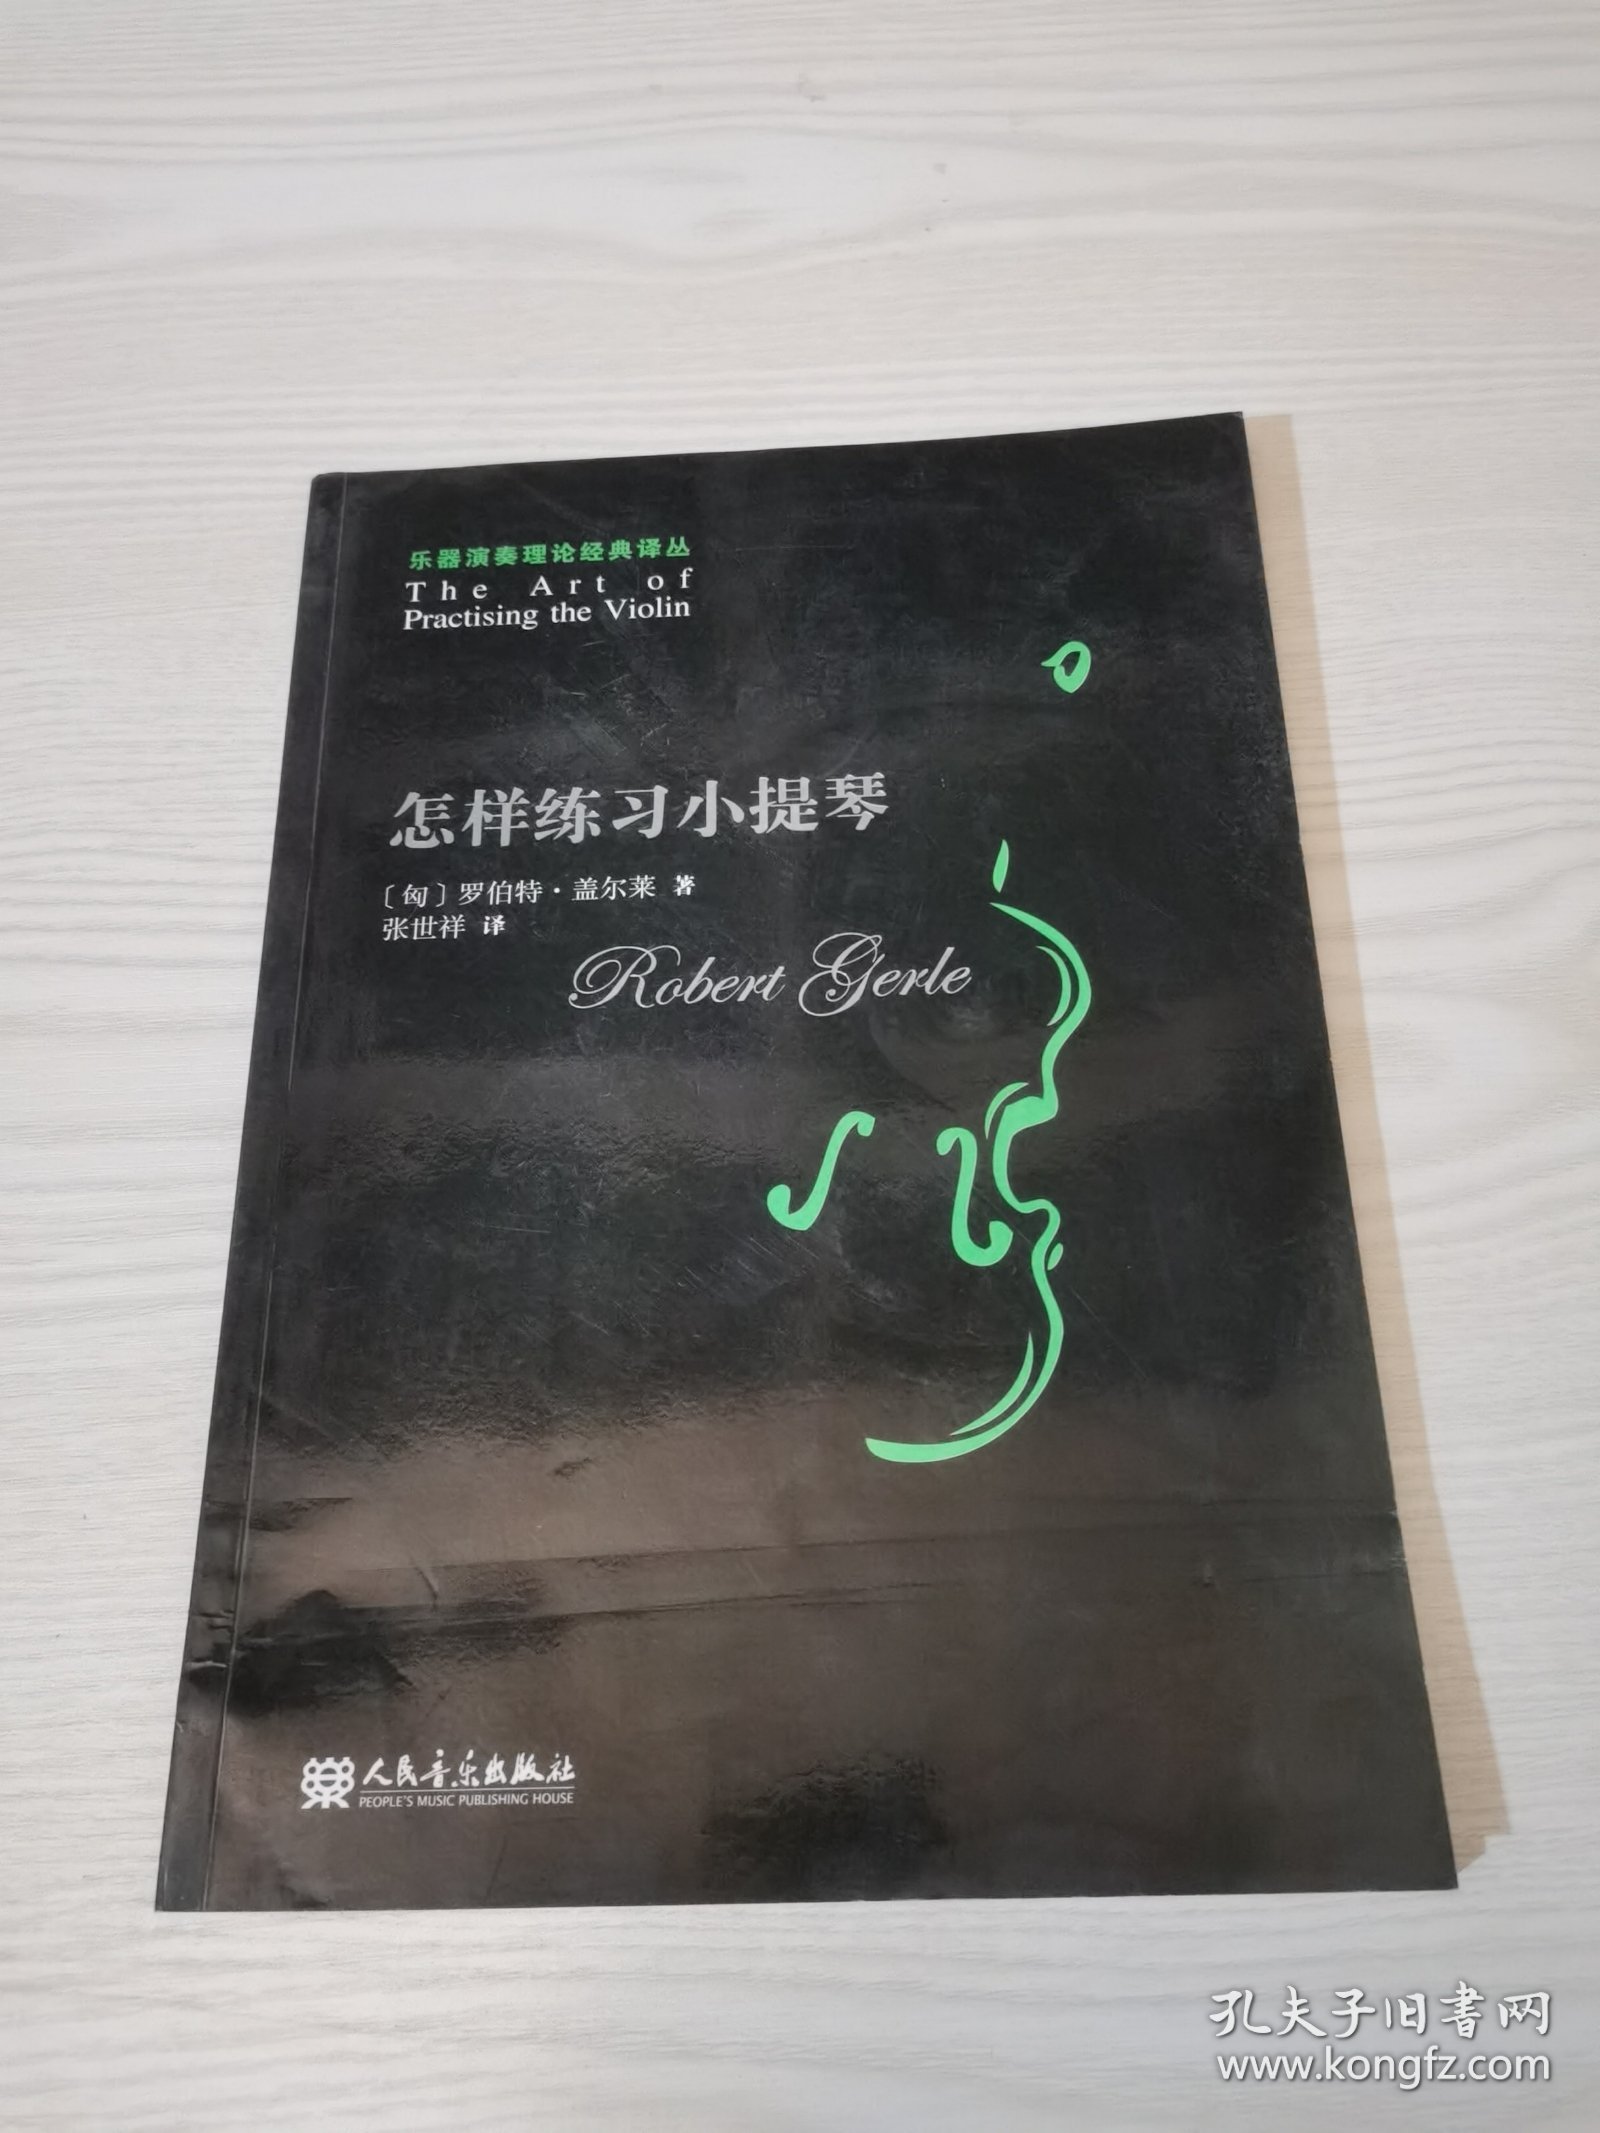 乐器演奏理论经典译丛
The Art of
Practising the Violin
怎样练习小提琴
〔匈〕罗伯特·盖尔莱 著
张世祥 译
Robert Gerle
人民音乐出版社
PEOPLE'S MUSIC PUBLISHING HOUSE
孔夫子旧书网
www.kongfz.com